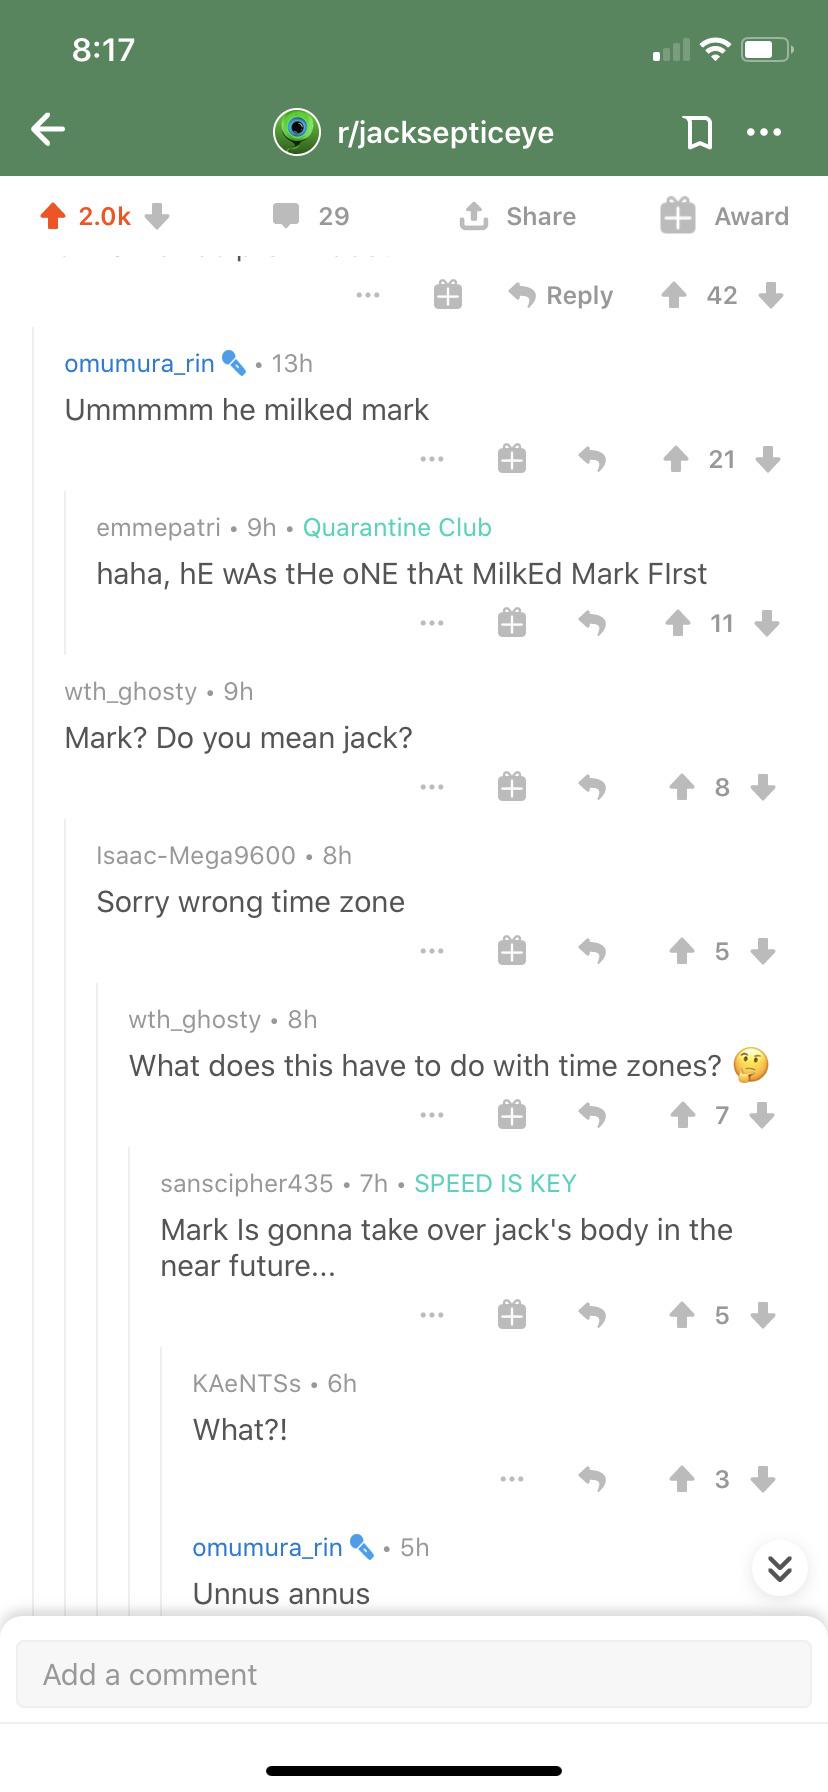 8:17
r/jacksepticeye
2.0k 29 Share Award
Reply 42
omumura_rin • 13h
Ummmmm he milked mark
21
emmepatri • 9h • Quarantine Club
haha, hE wAs tHe oNE thAt MilkEd Mark FIrst
11
wth_ghosty • 9h
Mark? Do you mean jack?
8
Isaac-Mega9600 • 8h
Sorry wrong time zone
5
wth_ghosty • 8h
What does this have to do with time zones? 🤔
7
sanscipher435 • 7h • SPEED IS KEY
Mark Is gonna take over jack's body in the
near future...
5
KAeNTSs • 6h
What?!
3
omumura_rin • 5h
Unnus annus
Add a comment